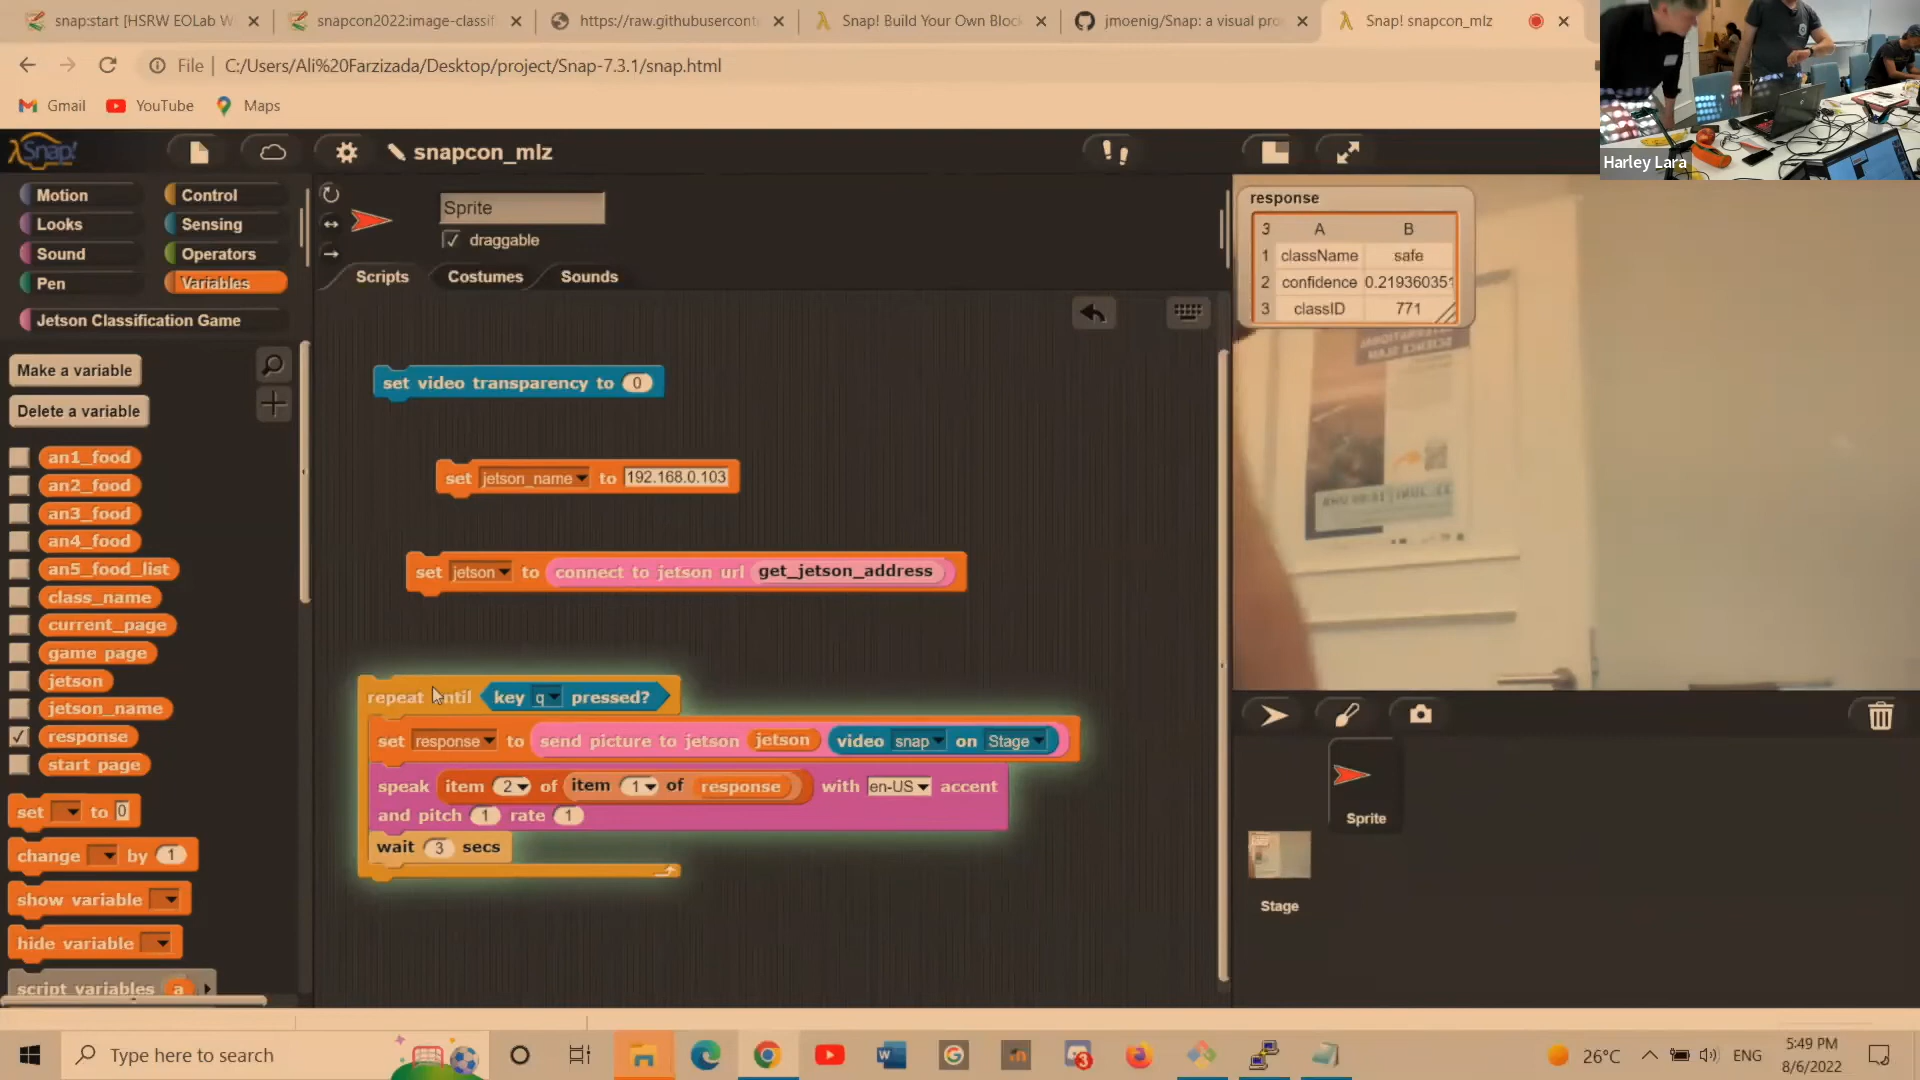 snap:start [HSRW EOLab W
snapcon2022:image-classif
https://raw.githubusercont
Snap! Build Your Own Block
jmoenig/Snap: a visual pro
Snap! snapcon_mlz
File
C:/Users/Ali%20Farzizada/Desktop/project/Snap-7.3.1/snap.html
Gmail
YouTube
Maps
Harley Lara
Snap!
snapcon_mlz
Motion
Control
Looks
Sensing
Sound
Operators
Pen
Variables
Jetson Classification Game
Make a variable
Delete a variable
an1_food
an2_food
an3_food
an4_food
an5_food_list
class_name
current_page
game page
jetson
jetson_name
response
start page
set to 0
change by 1
show variable
hide variable
script variables a
Sprite
draggable
Scripts
Costumes
Sounds
set video transparency to 0
set jetson_name to 192.168.0.103
set jetson to connect to jetson url get_jetson_address
repeat until key q pressed?
set response to send picture to jetson jetson video snap on Stage
speak item 2 of item 1 of response with en-US accent
and pitch 1 rate 1
wait 3 secs
response
3 A B
1 className safe
2 confidence 0.21936035
3 classID 771
Sprite
Stage
Type here to search
3
26°C
ENG
5:49 PM
8/6/2022